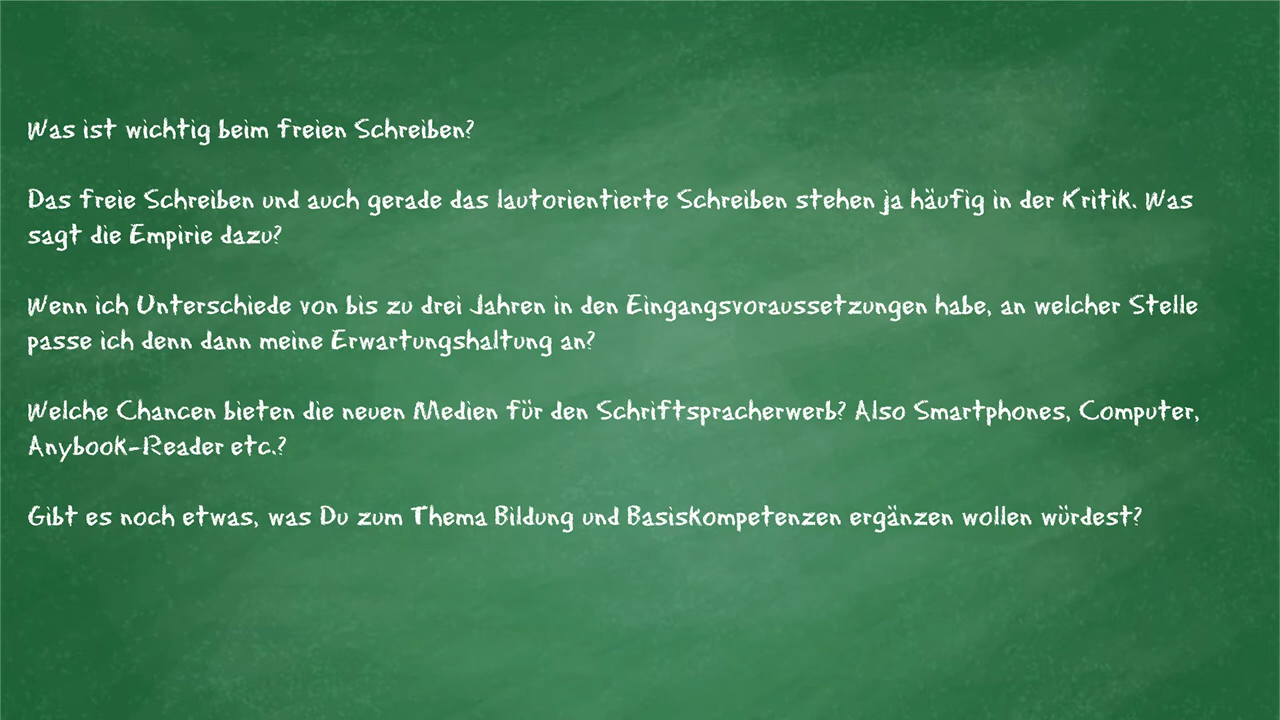 Was ist wichtig beim freien Schreiben?
Das freie Schreiben und auch gerade das lautorientierte Schreiben stehen ja häufig in der Kritik. Was
sagt die Empirie dazu?
Wenn ich Unterschiede von bis zu drei Jahren in den Eingangsvoraussetzungen habe, an welcher Stelle
passe ich denn dann meine Erwartungshaltung an?
Welche Chancen bieten die neuen Medien für den Schriftspracherwerb? Also Smartphones, Computer,
Anybook-Reader etc.?
Gibt es noch etwas, was Du zum Thema Bildung und Basiskompetenzen ergänzen wollen würdest?